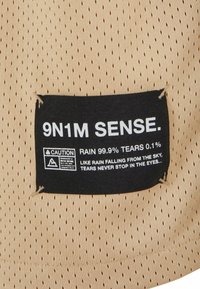 9N1M SENSE.
CAUTION
RAIN 99.9% TEARS 0.1%
LIKE RAIN FALLING FROM THE SKY.
TEARS NEVER STOP IN THE EYES...